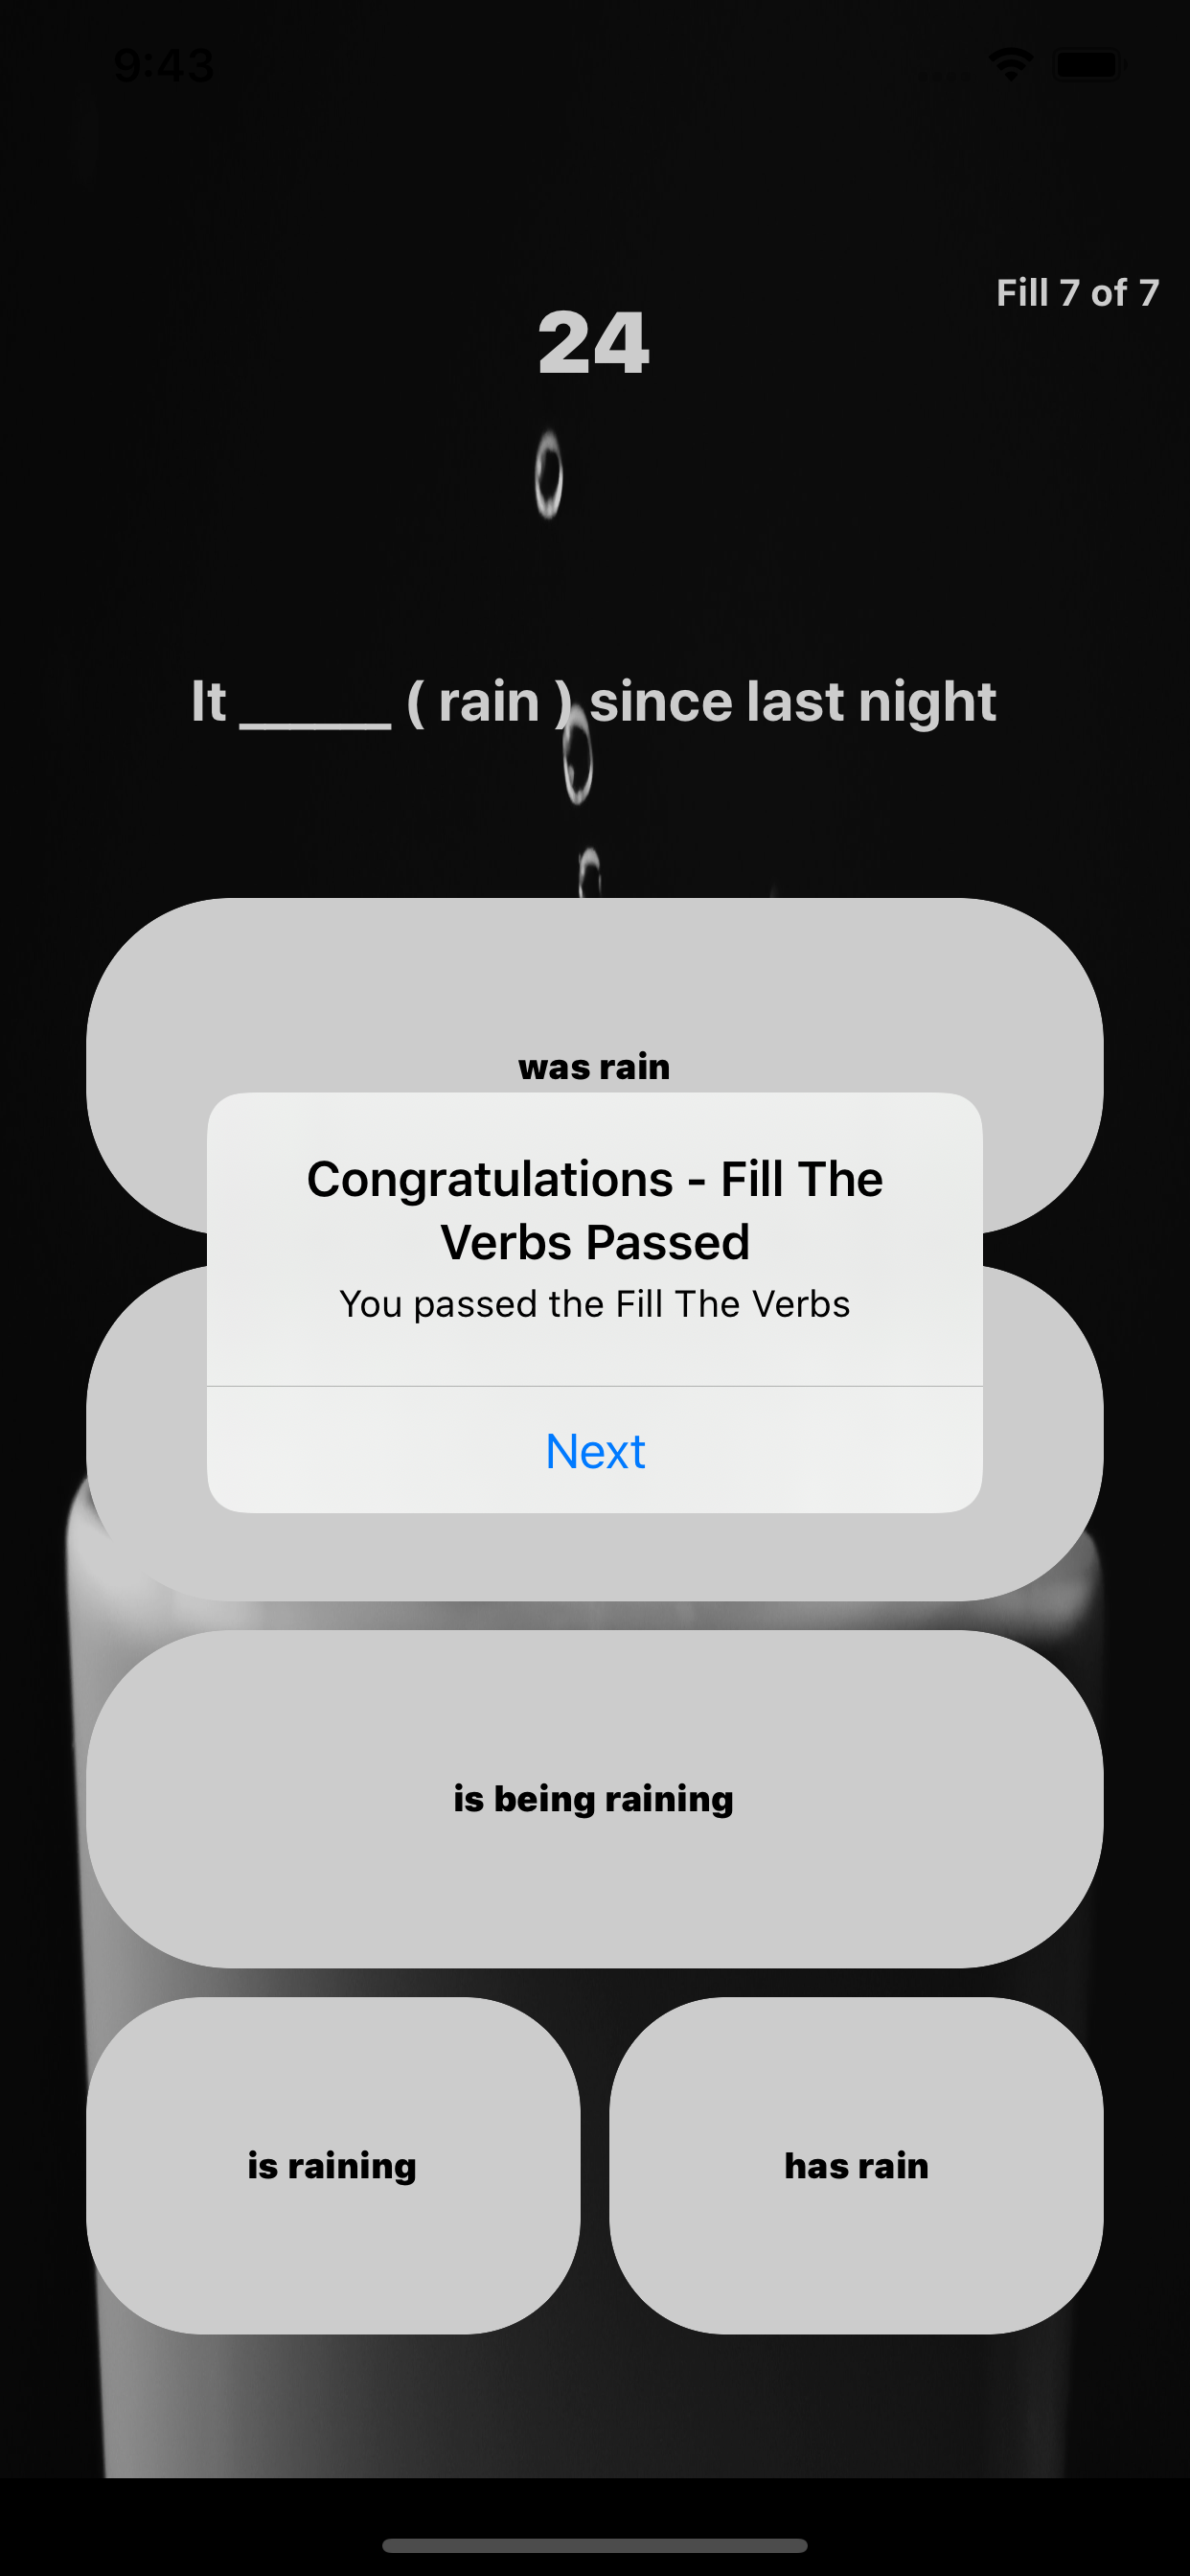 9:43
Fill 7 of 7
24
It ______ ( rain ) since last night
was rain
Congratulations - Fill The
Verbs Passed
You passed the Fill The Verbs
Next
is being raining
is raining
has rain